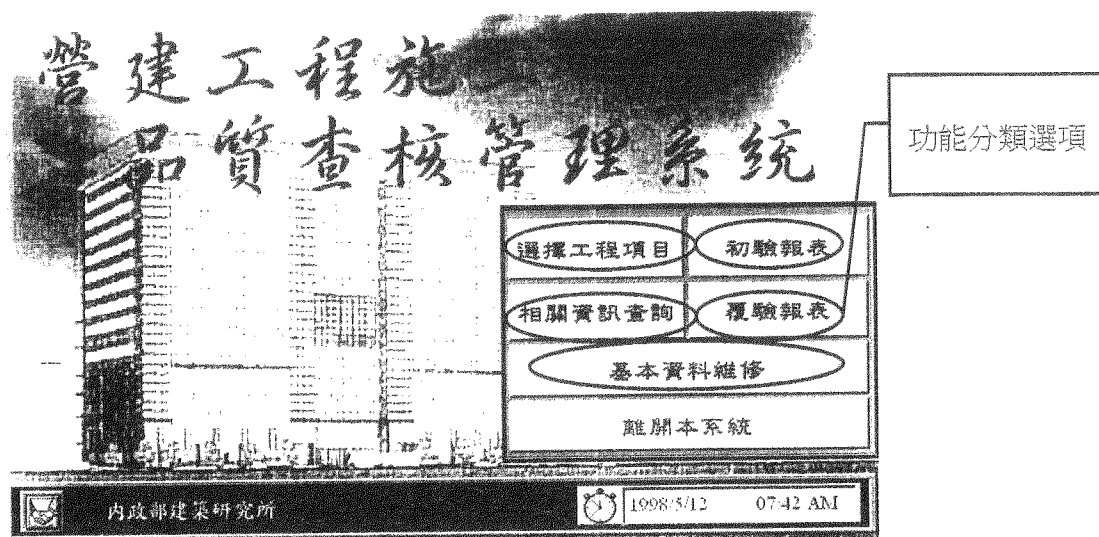 營建工程施工
品質查核管理系統
功能分類選項
選擇工程項目 初驗報表
相關資訊查詢 覆驗報表
基本資料維修
離開本系統
內政部建築研究所 1998/5/12 07:42 AM